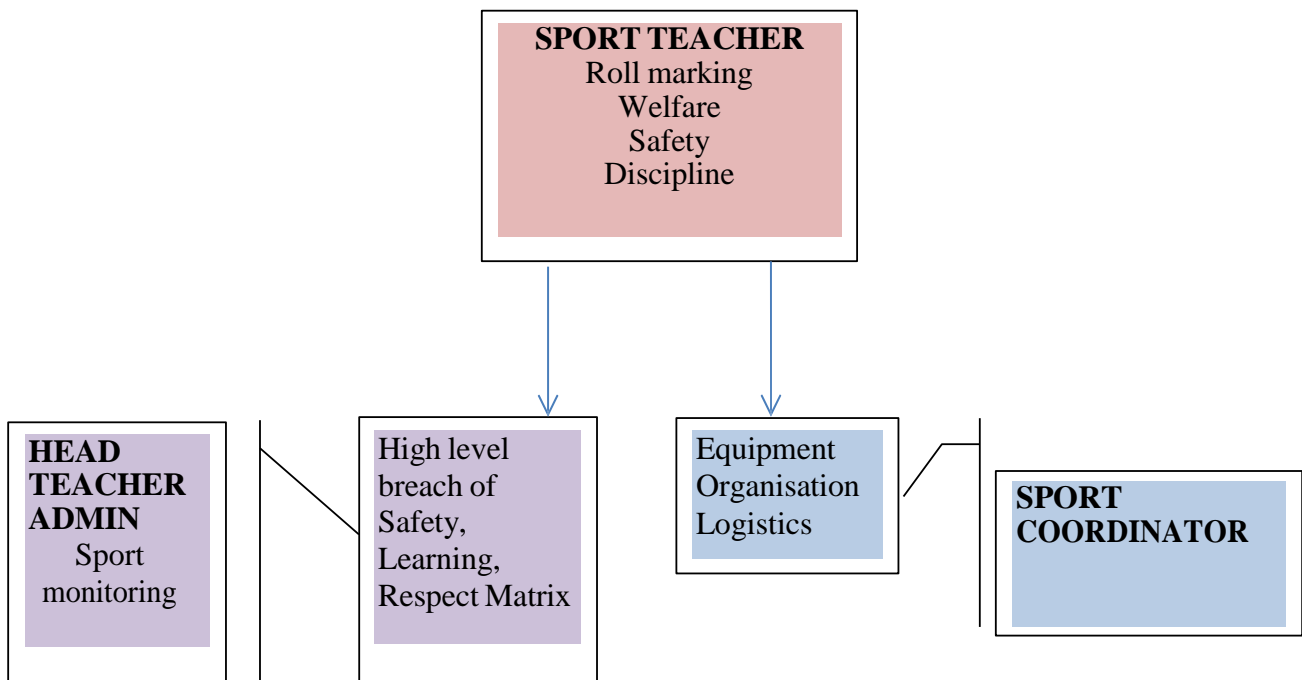 SPORT TEACHER
Roll marking
Welfare
Safety
Discipline
HEAD
TEACHER
ADMIN
Sport
monitoring
High level
breach of
Safety,
Learning,
Respect Matrix
Equipment
Organisation
Logistics
SPORT
COORDINATOR